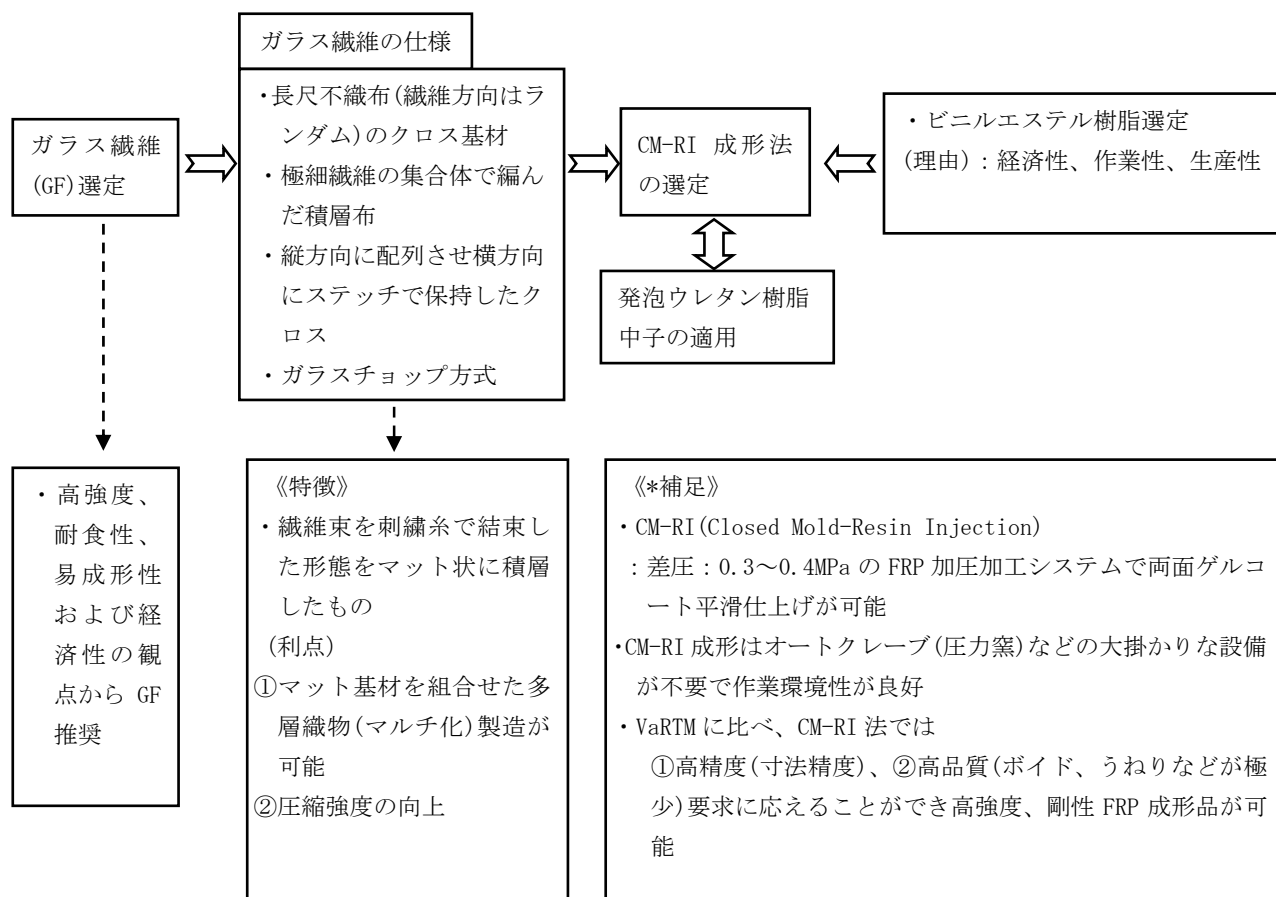 ガラス繊維の仕様
・長尺不織布(繊維方向はラ
ンダム)のクロス基材
・極細繊維の集合体で編ん
だ積層布
・縦方向に配列させ横方向
にステッチで保持したク
ロス
・ガラスチョップ方式
ガラス繊維
(GF)選定
CM-RI 成形法
の選定
・ビニルエステル樹脂選定
(理由)：経済性、作業性、生産性
発泡ウレタン樹脂
中子の適用
・高強度、
耐食性、
易成形性
および経
済性の観
点から GF
推奨
《特徴》
・繊維束を刺繍糸で結束し
た形態をマット状に積層
したもの
(利点)
①マット基材を組合せた多
層織物(マルチ化)製造が
可能
②圧縮強度の向上
《*補足》
・CM-RI(Closed Mold-Resin Injection)
：差圧：0.3～0.4MPa の FRP 加圧加工システムで両面ゲルコ
ート平滑仕上げが可能
・CM-RI 成形はオートクレーブ(圧力窯)などの大掛かりな設備
が不要で作業環境性が良好
・VaRTM に比べ、CM-RI 法では
①高精度(寸法精度)、②高品質(ボイド、うねりなどが極
少)要求に応えることができ高強度、剛性 FRP 成形品が可
能